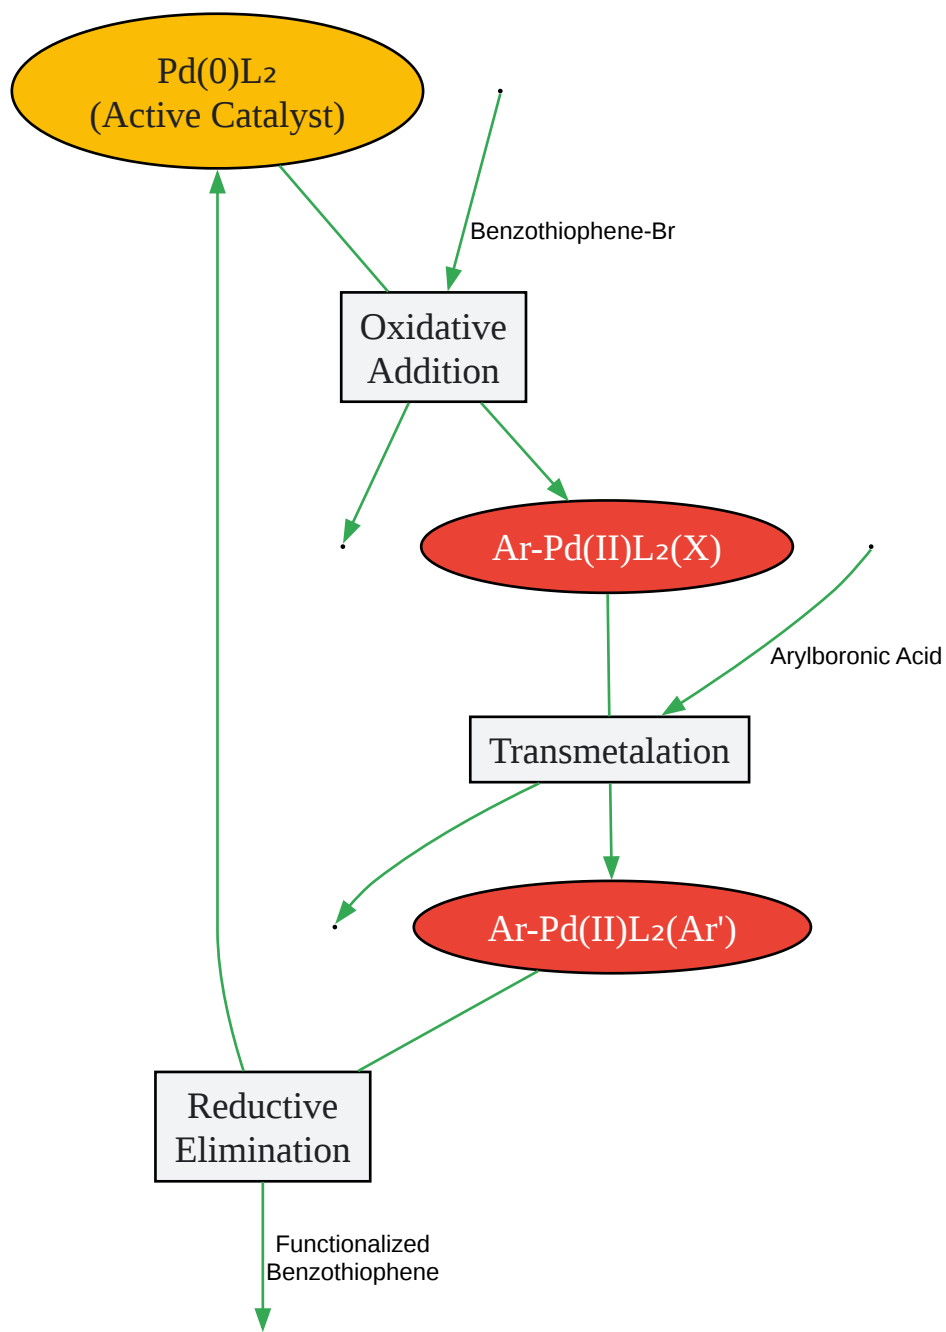 Pd(0)L₂
(Active Catalyst)
Benzothiophene-Br
Oxidative
Addition
Ar-Pd(II)L₂(X)
Arylboronic Acid
Transmetalation
Ar-Pd(II)L₂(Ar')
Reductive
Elimination
Functionalized
Benzothiophene